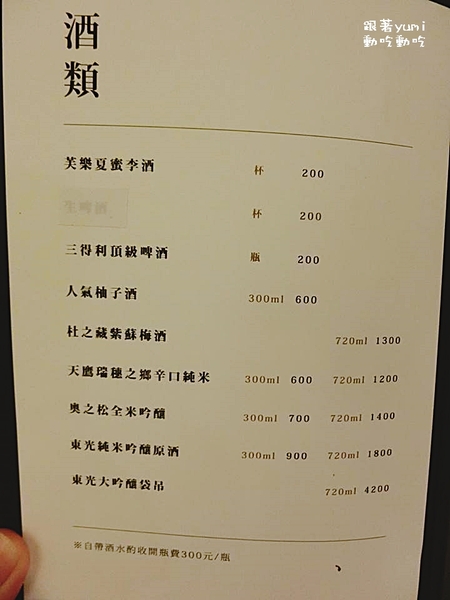 跟著yumi
動吃動吃
酒
類
芙樂夏蜜李酒 杯 200
生啤酒 杯 200
三得利頂級啤酒 瓶 200
人氣柚子酒 300ml 600
杜之藏紫蘇梅酒 720ml 1300
天鷹瑞穗之鄉辛口純米 300ml 600 720ml 1200
奧之松全米吟釀 300ml 700 720ml 1400
東光純米吟釀原酒 300ml 900 720ml 1800
東光大吟釀袋吊 720ml 4200
※自帶酒水酌收開瓶費300元/瓶